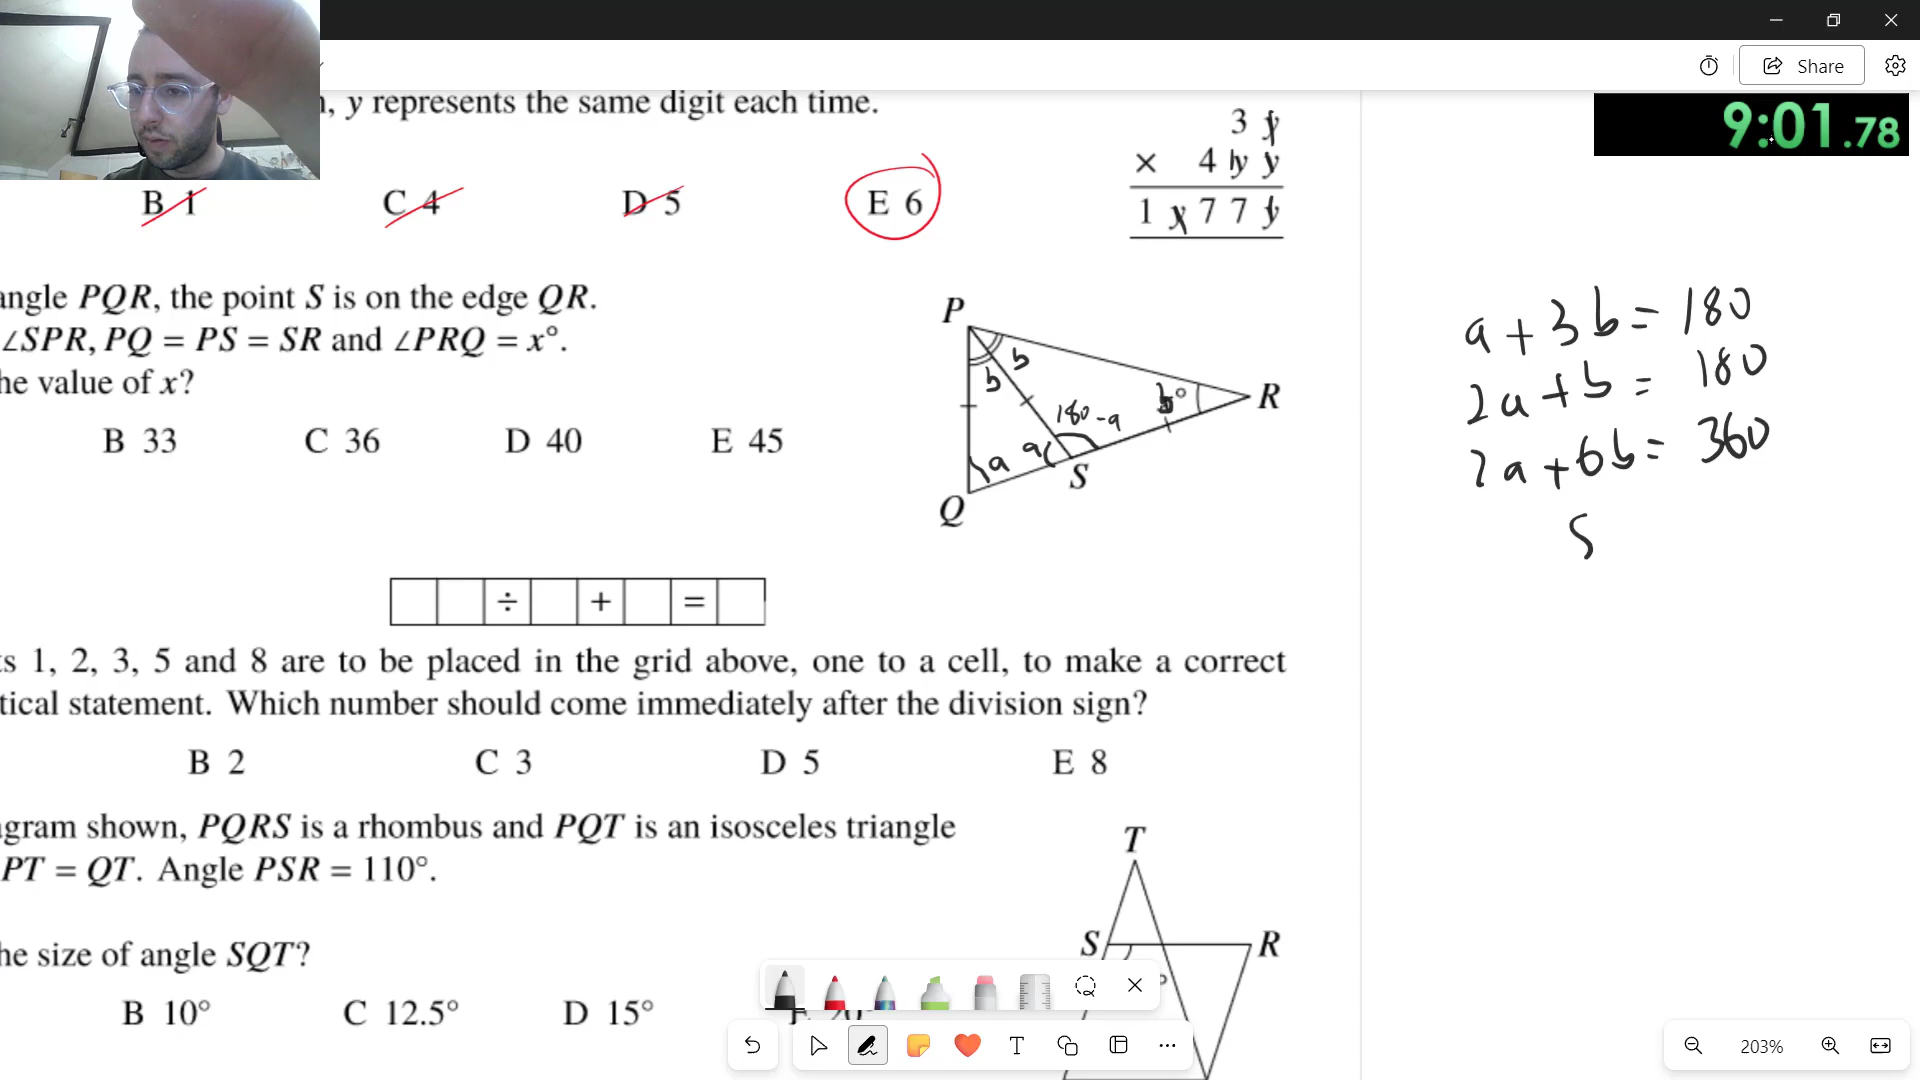 Share
9:01.78
, y represents the same digit each time.
3 y
× 4 y y
1 y 7 7 y
B 1 C 4 D 5 E 6
angle PQR, the point S is on the edge QR.
∠SPR, PQ = PS = SR and ∠PRQ = x°.
he value of x?
B 33 C 36 D 40 E 45
P
b
b
180-a
b°
R
a
a
S
Q
a + 3b = 180
2a + b = 180
2a + 6b = 360
5
÷ + =
ts 1, 2, 3, 5 and 8 are to be placed in the grid above, one to a cell, to make a correct
tical statement. Which number should come immediately after the division sign?
B 2 C 3 D 5 E 8
agram shown, PQRS is a rhombus and PQT is an isosceles triangle
PT = QT. Angle PSR = 110°.
he size of angle SQT?
B 10° C 12.5° D 15°
T
S R
203%